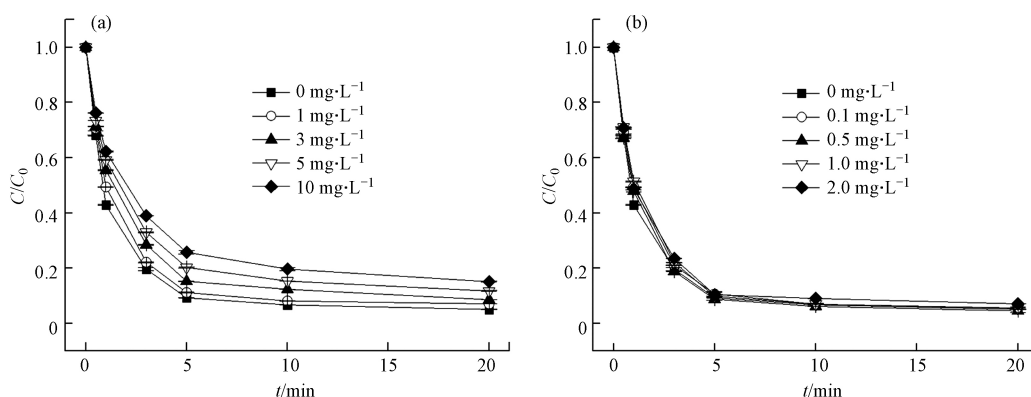 (a)
1.0
0.8
0.6
0.4
0.2
0
C/C₀
0 mg·L⁻¹
1 mg·L⁻¹
3 mg·L⁻¹
5 mg·L⁻¹
10 mg·L⁻¹
0 5 10 15 20
t/min
(b)
1.0
0.8
0.6
0.4
0.2
0
C/C₀
0 mg·L⁻¹
0.1 mg·L⁻¹
0.5 mg·L⁻¹
1.0 mg·L⁻¹
2.0 mg·L⁻¹
0 5 10 15 20
t/min